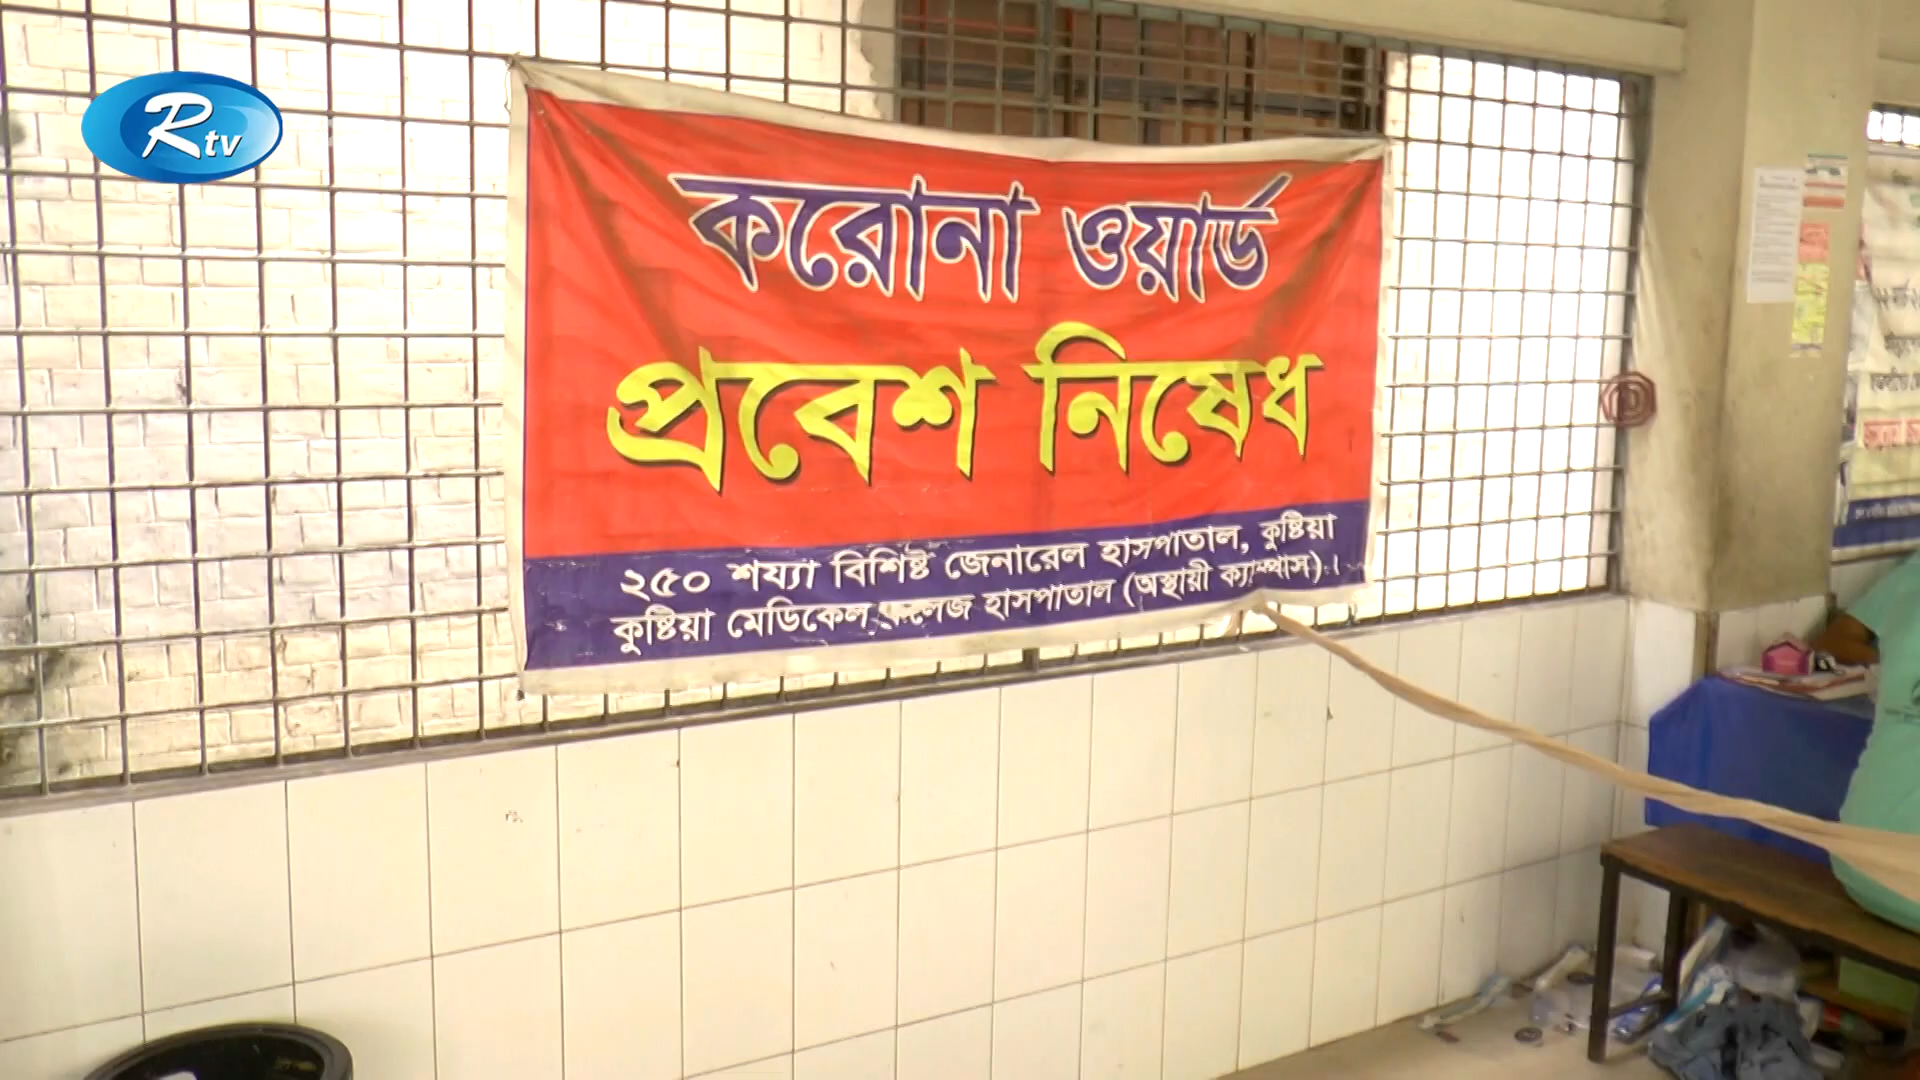 Rtv
করোনা ওয়ার্ড
প্রবেশ নিষেধ
২৫০ শয্যা বিশিষ্ট জেনারেল হাসপাতাল, কুষ্টিয়া
কুষ্টিয়া মেডিকেল কলেজ হাসপাতাল (অস্থায়ী ক্যাম্পাস)।